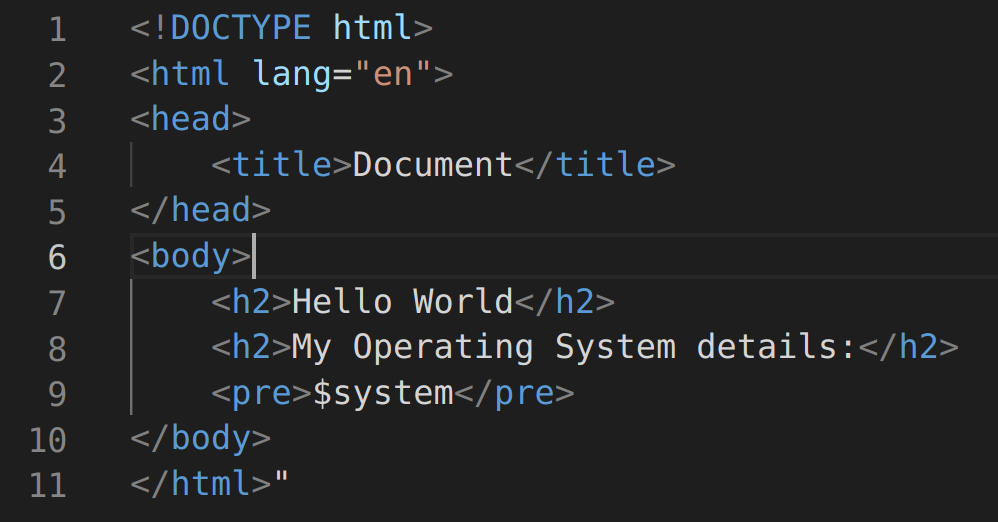 1 <!DOCTYPE html>
2 <html lang="en">
3 <head>
4     <title>Document</title>
5 </head>
6 <body>
7     <h2>Hello World</h2>
8     <h2>My Operating System details:</h2>
9     <pre>$system</pre>
10 </body>
11 </html>"